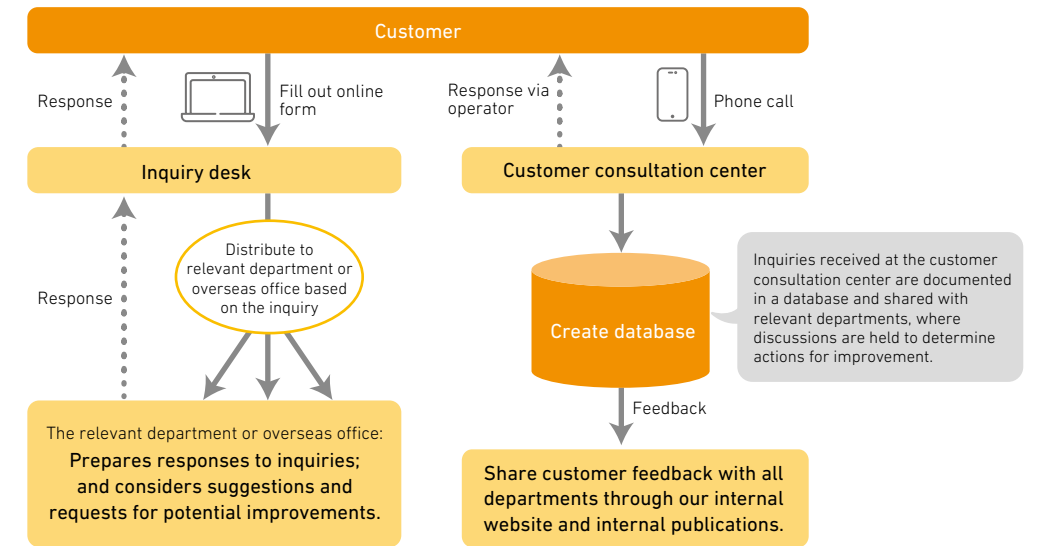 Customer
Response
Fill out online
form
Response via
operator
Phone call
Inquiry desk
Customer consultation center
Response
Distribute to
relevant department or
overseas office based
on the inquiry
Create database
Inquiries received at the customer
consultation center are documented
in a database and shared with
relevant departments, where
discussions are held to determine
actions for improvement.
Feedback
The relevant department or overseas office:
Prepares responses to inquiries;
and considers suggestions and
requests for potential improvements.
Share customer feedback with all
departments through our internal
website and internal publications.